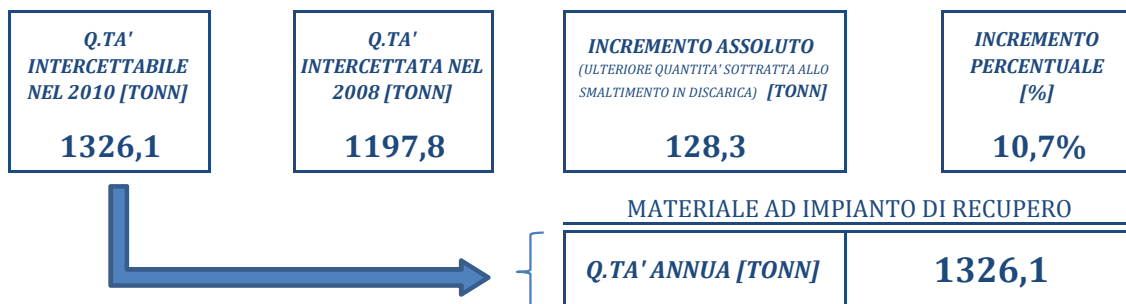 Q.TA'
INTERCETTABILE
NEL 2010 [TONN]
1326,1
Q.TA'
INTERCETTATA NEL
2008 [TONN]
1197,8
INCREMENTO ASSOLUTO
(ULTERIORE QUANTITA' SOTTRATTA ALLO
SMALTIMENTO IN DISCARICA) [TONN]
128,3
INCREMENTO
PERCENTUALE
[%]
10,7%
MATERIALE AD IMPIANTO DI RECUPERO
Q.TA' ANNUA [TONN] 1326,1